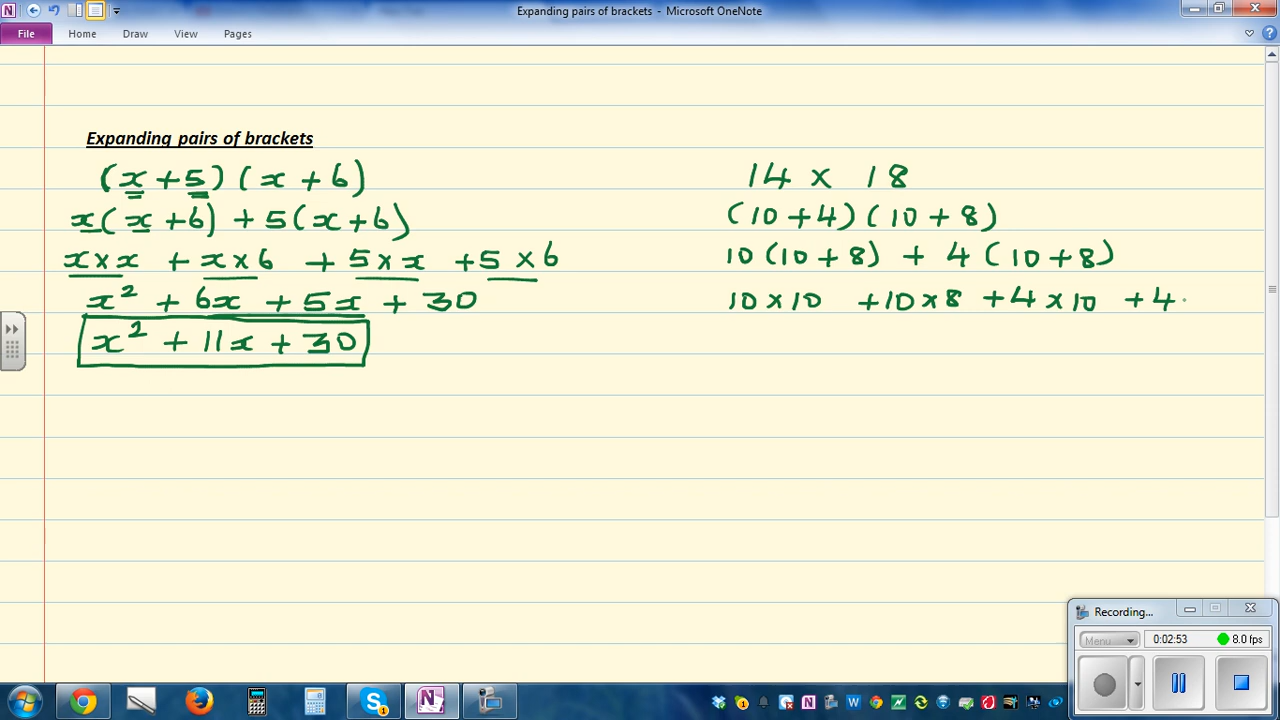 Expanding pairs of brackets - Microsoft OneNote
File Home Draw View Pages
Expanding pairs of brackets
(x + 5)(x + 6)
x(x + 6) + 5(x + 6)
x × x + x × 6 + 5 × x + 5 × 6
x² + 6x + 5x + 30
x² + 11x + 30
14 × 18
(10 + 4)(10 + 8)
10(10 + 8) + 4(10 + 8)
10 × 10 + 10 × 8 + 4 × 10 + 4
Recording...
Menu 0:02:53 8.0 fps